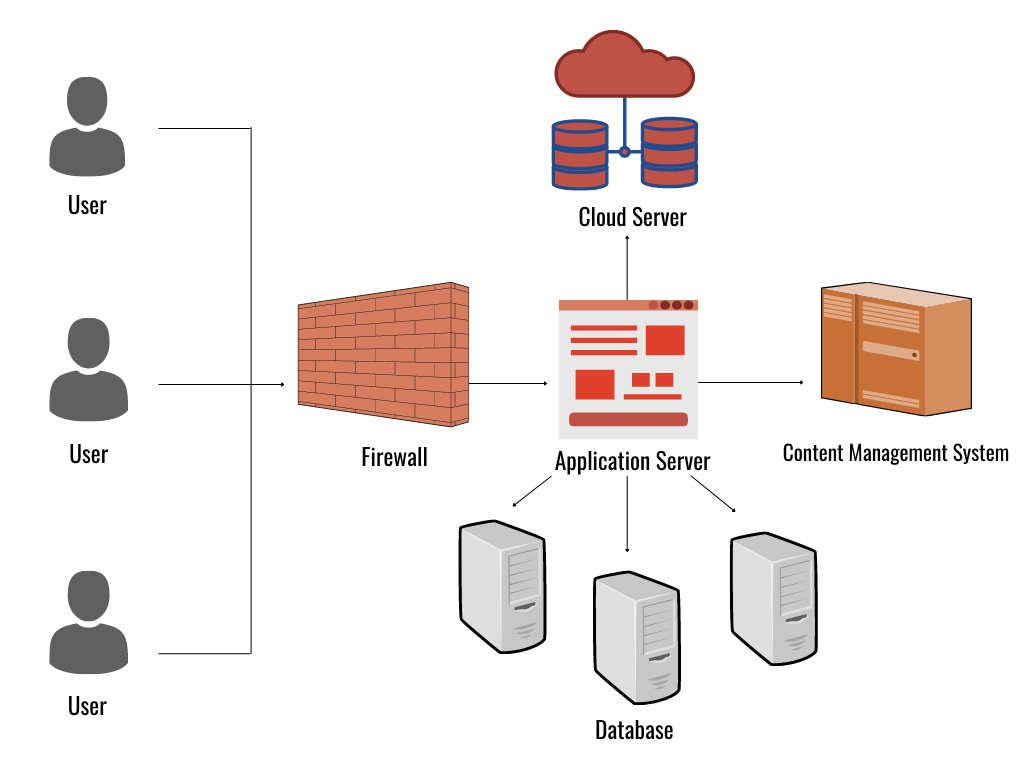 User
Cloud Server
User
Firewall
Application Server
Content Management System
User
Database